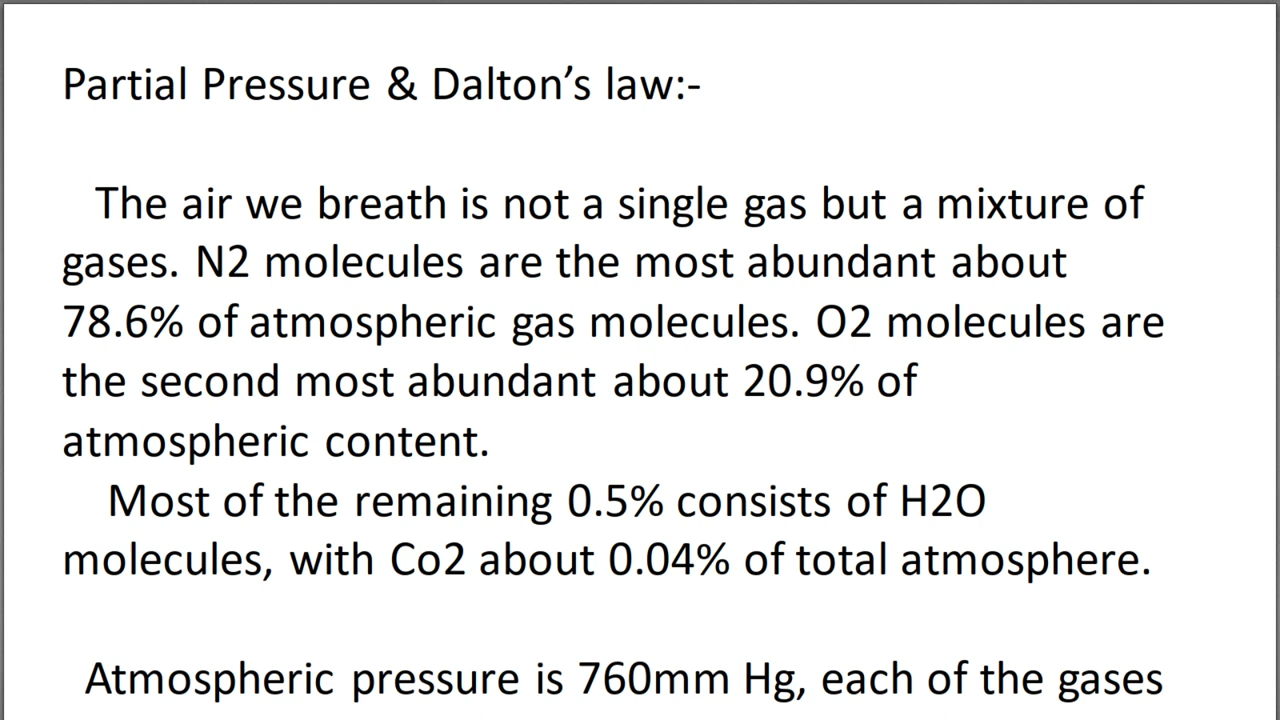 Partial Pressure & Dalton’s law:-
The air we breath is not a single gas but a mixture of
gases. N2 molecules are the most abundant about
78.6% of atmospheric gas molecules. O2 molecules are
the second most abundant about 20.9% of
atmospheric content.
Most of the remaining 0.5% consists of H2O
molecules, with Co2 about 0.04% of total atmosphere.
Atmospheric pressure is 760mm Hg, each of the gases